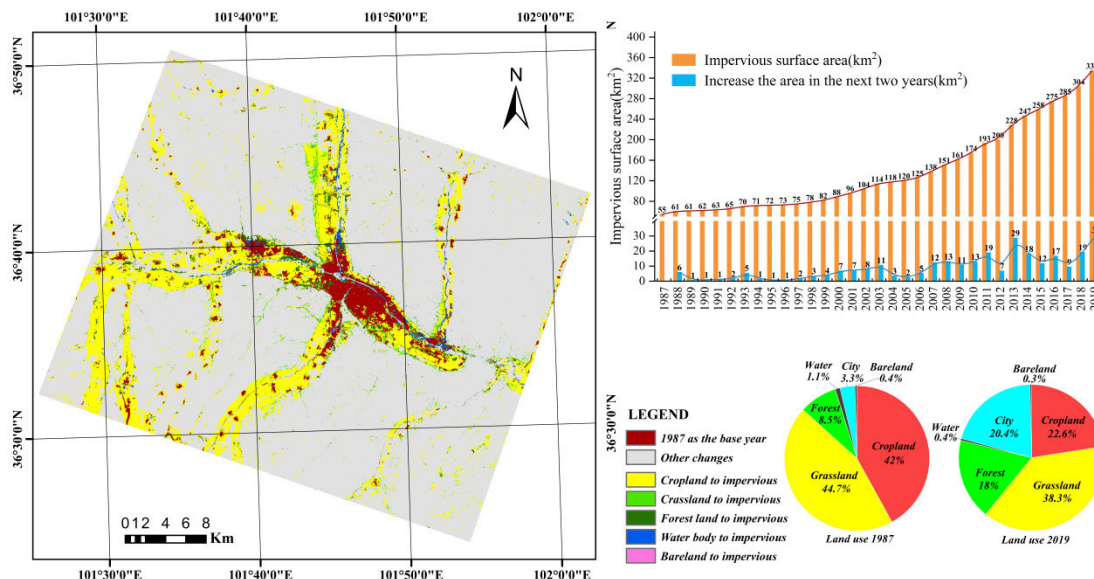 101°30'0"N
101°40'0"N
101°50'0"N
102°0'0"N
36°50'0"N
36°40'0"N
36°30'0"N
N
0 1 2 4 6 8
Km
101°30'0"N
101°40'0"N
101°50'0"N
102°0'0"N
36°30'0"N
N
Impervious surface area(km²)
400
360
320
280
240
200
160
120
80
30
20
10
0
Impervious surface area(km²)
Increase the area in the next two years(km²)
55 61 61 62 63 65 70 71 72 73 75 78 82 88 96 104 114 118 120 125 138 151 161 174 193 200 228 247 258 275 285 304 33
6 1 1 1 2 5 1 1 1 2 3 4 7 7 8 11 3 2 5 12 13 11 13 19 7 29 18 12 17 9 19
1987 1988 1989 1990 1991 1992 1993 1994 1995 1996 1997 1998 1999 2000 2001 2002 2003 2004 2005 2006 2007 2008 2009 2010 2011 2012 2013 2014 2015 2016 2017 2018 2019
LEGEND
1987 as the base year
Other changes
Cropland to impervious
Crassland to impervious
Forest land to impervious
Water body to impervious
Bareland to impervious
Water
1.1%
City
3.3%
Bareland
0.4%
Forest
8.5%
Cropland
42%
Grassland
44.7%
Land use 1987
Bareland
0.3%
City
20.4%
Cropland
22.6%
Water
0.4%
Forest
18%
Grassland
38.3%
Land use 2019